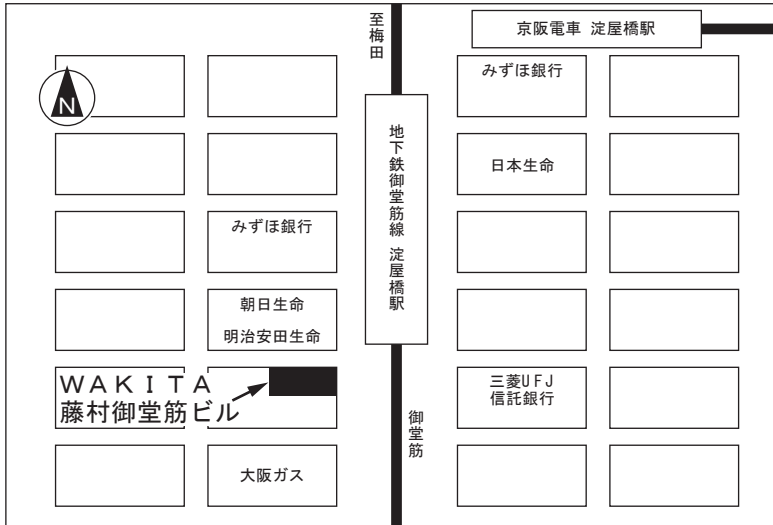 至梅田
京阪電車 淀屋橋駅
みずほ銀行
N
地下鉄御堂筋線 淀屋橋駅
日本生命
みずほ銀行
朝日生命
明治安田生命
ＷＡＫＩＴＡ
藤村御堂筋ビル
三菱UFJ
信託銀行
御堂筋
大阪ガス